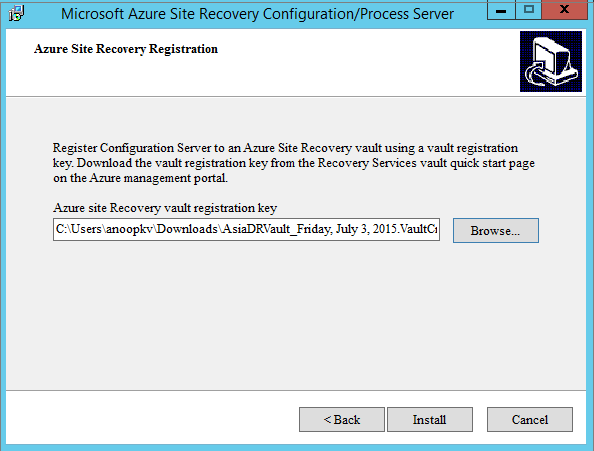 Microsoft Azure Site Recovery Configuration/Process Server
Azure Site Recovery Registration
Register Configuration Server to an Azure Site Recovery vault using a vault registration
key. Download the vault registration key from the Recovery Services vault quick start page
on the Azure management portal.
Azure site Recovery vault registration key
C:\Users\anoopkv\Downloads\AsiaDRVault_Friday, July 3, 2015.VaultCr
Browse...
< Back
Install
Cancel